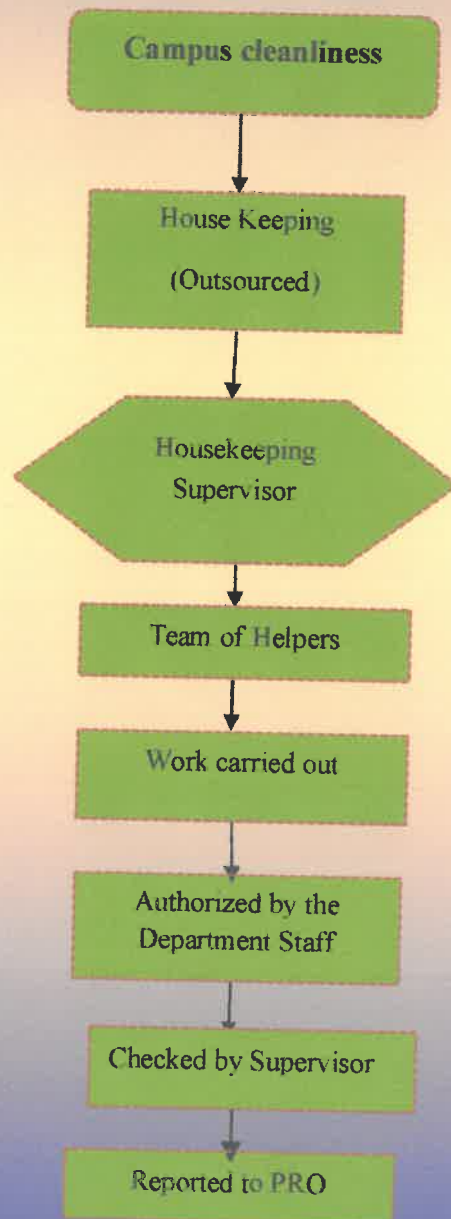 Campus cleanliness
House Keeping
(Outsourced)
Housekeeping
Supervisor
Team of Helpers
Work carried out
Authorized by the
Department Staff
Checked by Supervisor
Reported to PRO